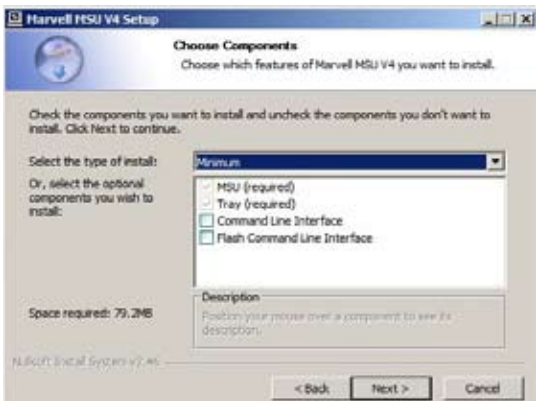 Marvell MSU V4 Setup
Choose Components
Choose which features of Marvell MSU V4 you want to install.
Check the components you want to install and uncheck the components you don't want to
install. Click Next to continue.
Select the type of install:
Minimum
Or, select the optional
components you wish to
install:
MSU (required)
Tray (required)
Command Line Interface
Flash Command Line Interface
Space required: 79.2MB
Description
Position your mouse over a component to see its
description.
Nullsoft Install System v2.46
< Back
Next >
Cancel